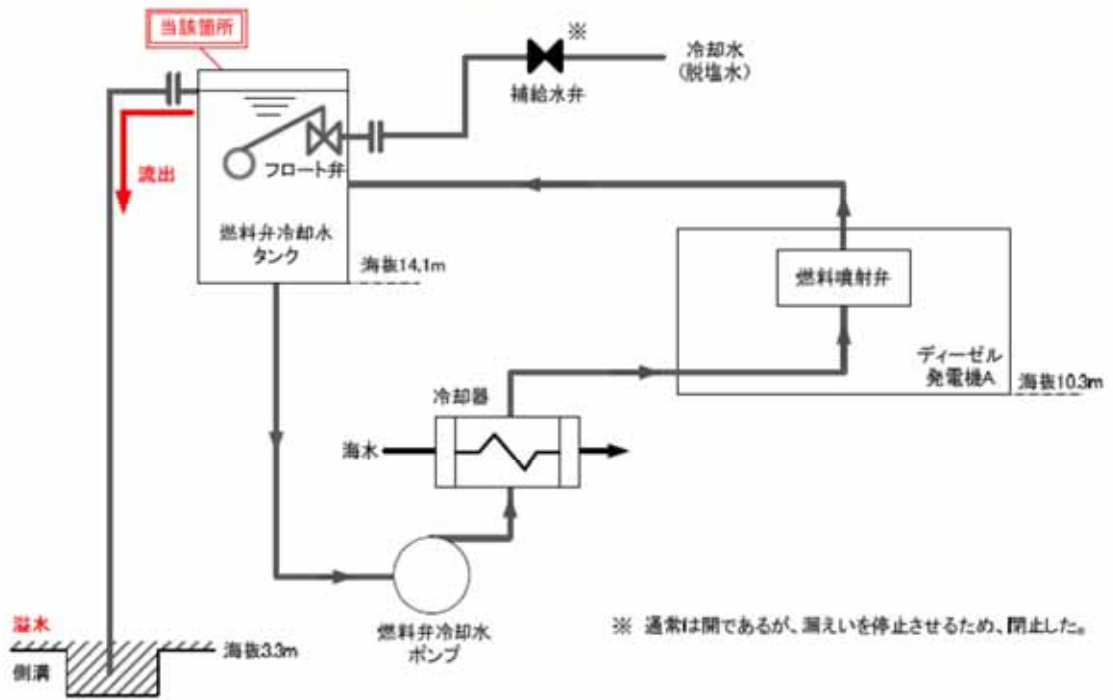 当該箇所
※
冷却水
(脱塩水)
補給水弁
流出
フロート弁
燃料弁冷却水
タンク
海抜14.1m
燃料噴射弁
ディーゼル
発電機A
海抜10.3m
冷却器
海水
燃料弁冷却水
ポンプ
溢水
側溝
海抜3.3m
※ 通常は開であるが、漏えいを停止させるため、閉止した。